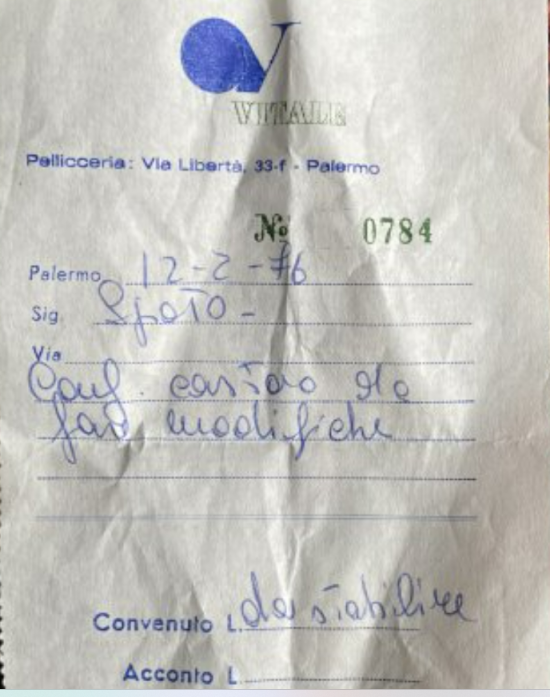 V
VITALE
Pellicceria: Via Libertà, 33-f - Palermo
№ 0784
Palermo 12-2-76
Sig Spoto -
Via
Conf. castoro da
far modifiche
Convenuto L. da stabilire
Acconto L